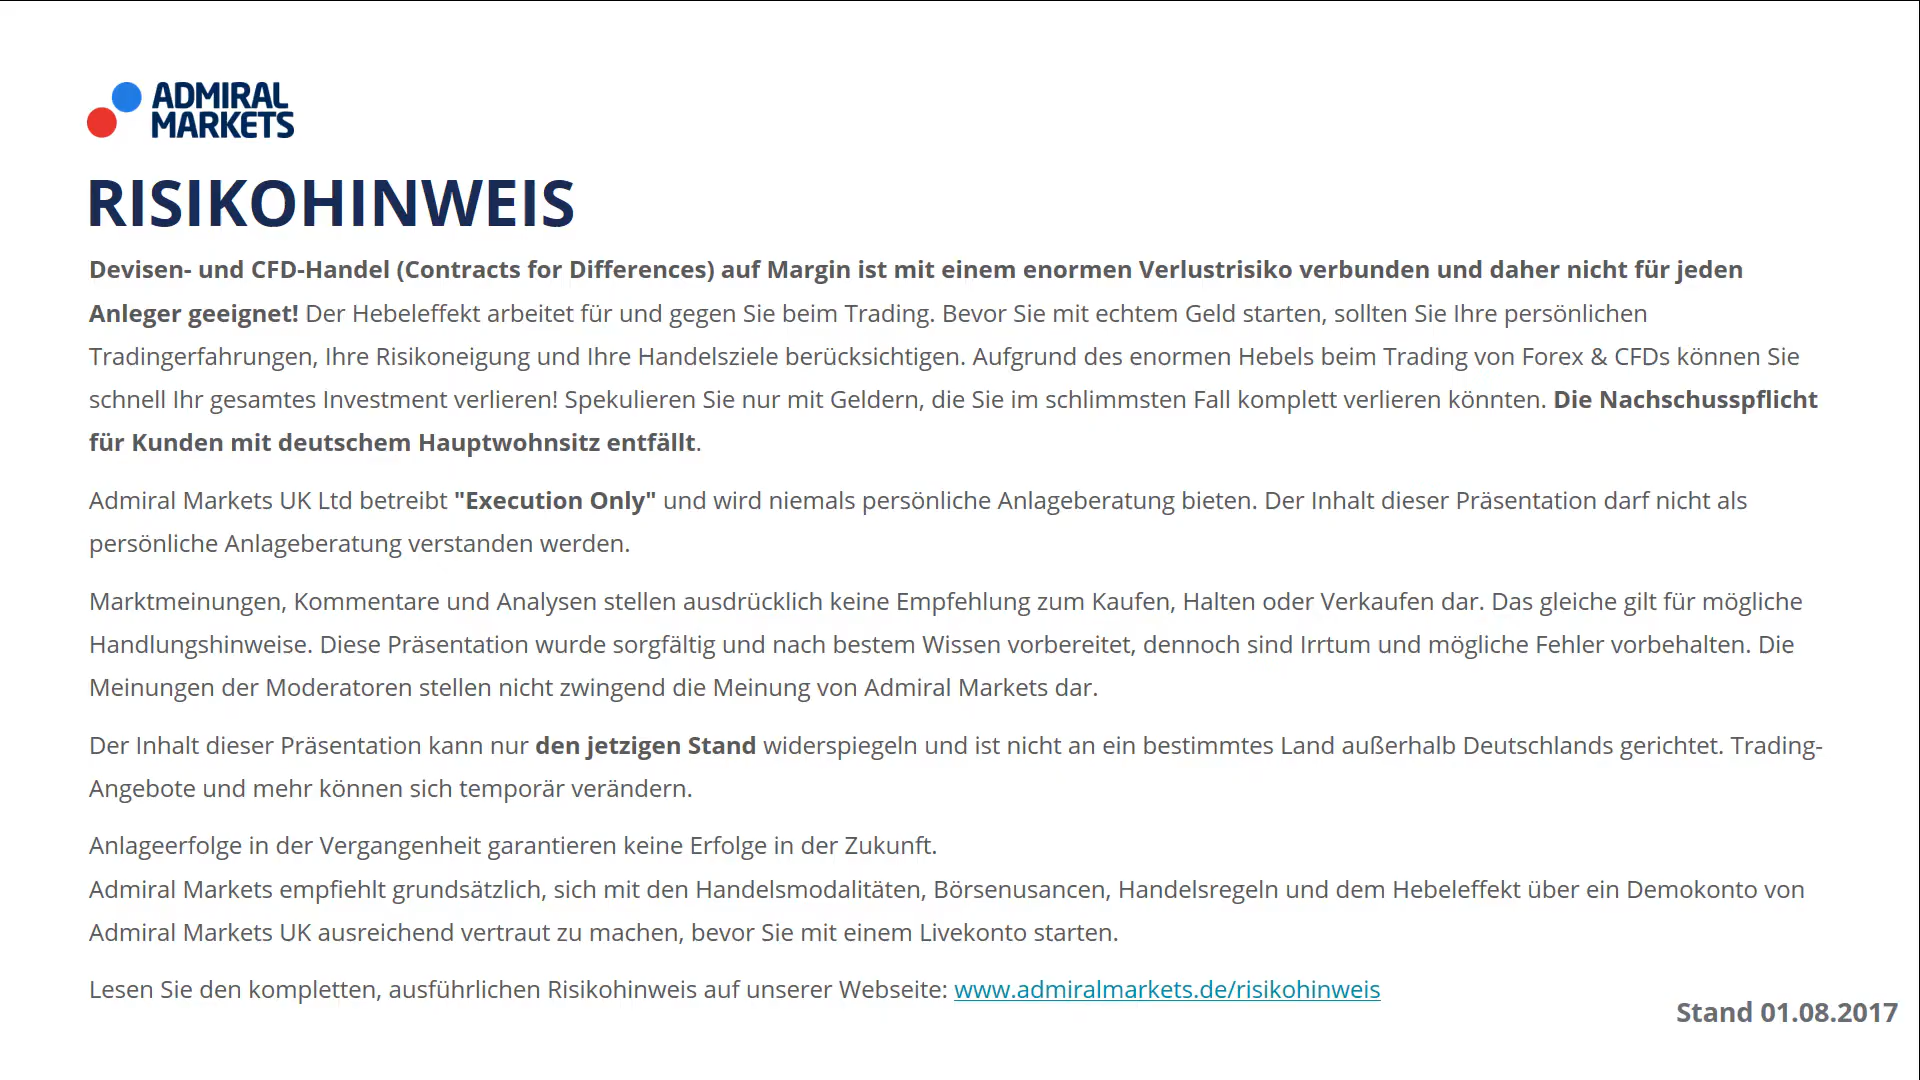 ADMIRAL
MARKETS
RISIKOHINWEIS
Devisen- und CFD-Handel (Contracts for Differences) auf Margin ist mit einem enormen Verlustrisiko verbunden und daher nicht für jeden
Anleger geeignet! Der Hebeleffekt arbeitet für und gegen Sie beim Trading. Bevor Sie mit echtem Geld starten, sollten Sie Ihre persönlichen
Tradingerfahrungen, Ihre Risikoneigung und Ihre Handelsziele berücksichtigen. Aufgrund des enormen Hebels beim Trading von Forex & CFDs können Sie
schnell Ihr gesamtes Investment verlieren! Spekulieren Sie nur mit Geldern, die Sie im schlimmsten Fall komplett verlieren könnten. Die Nachschusspflicht
für Kunden mit deutschem Hauptwohnsitz entfällt.
Admiral Markets UK Ltd betreibt "Execution Only" und wird niemals persönliche Anlageberatung bieten. Der Inhalt dieser Präsentation darf nicht als
persönliche Anlageberatung verstanden werden.
Marktmeinungen, Kommentare und Analysen stellen ausdrücklich keine Empfehlung zum Kaufen, Halten oder Verkaufen dar. Das gleiche gilt für mögliche
Handlungshinweise. Diese Präsentation wurde sorgfältig und nach bestem Wissen vorbereitet, dennoch sind Irrtum und mögliche Fehler vorbehalten. Die
Meinungen der Moderatoren stellen nicht zwingend die Meinung von Admiral Markets dar.
Der Inhalt dieser Präsentation kann nur den jetzigen Stand widerspiegeln und ist nicht an ein bestimmtes Land außerhalb Deutschlands gerichtet. Trading-
Angebote und mehr können sich temporär verändern.
Anlageerfolge in der Vergangenheit garantieren keine Erfolge in der Zukunft.
Admiral Markets empfiehlt grundsätzlich, sich mit den Handelsmodalitäten, Börsenusancen, Handelsregeln und dem Hebeleffekt über ein Demokonto von
Admiral Markets UK ausreichend vertraut zu machen, bevor Sie mit einem Livekonto starten.
Lesen Sie den kompletten, ausführlichen Risikohinweis auf unserer Webseite: www.admiralmarkets.de/risikohinweis
Stand 01.08.2017